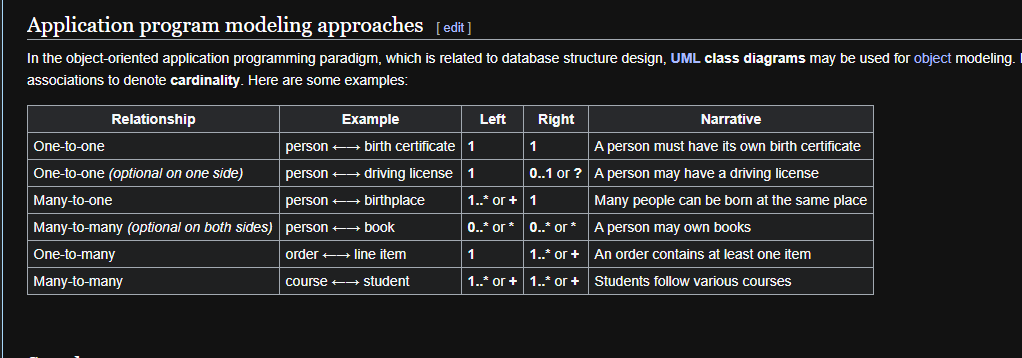 Application program modeling approaches [ edit ]
In the object-oriented application programming paradigm, which is related to database structure design, UML class diagrams may be used for object modeling.
associations to denote cardinality. Here are some examples:
Relationship Example Left Right Narrative
One-to-one person ←→ birth certificate 1 1 A person must have its own birth certificate
One-to-one (optional on one side) person ←→ driving license 1 0..1 or ? A person may have a driving license
Many-to-one person ←→ birthplace 1..* or + 1 Many people can be born at the same place
Many-to-many (optional on both sides) person ←→ book 0..* or * 0..* or * A person may own books
One-to-many order ←→ line item 1 1..* or + An order contains at least one item
Many-to-many course ←→ student 1..* or + 1..* or + Students follow various courses